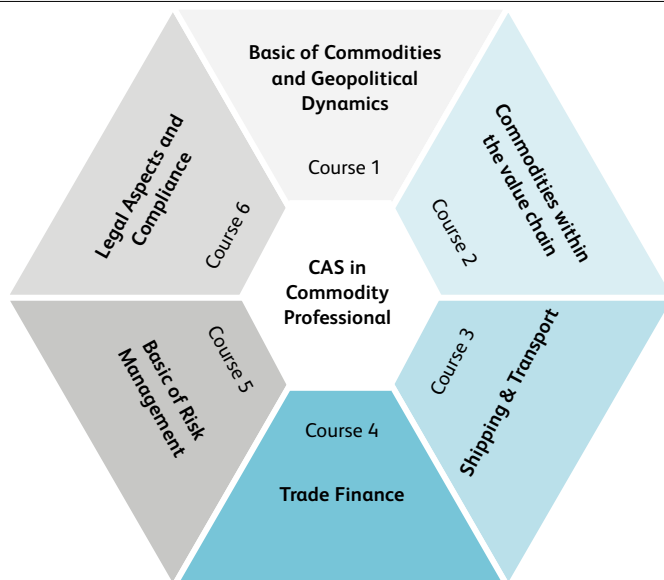 Basic of Commodities
and Geopolitical
Dynamics
Course 1
Commodities within
the value chain
Course 2
Shipping & Transport
Course 3
Course 4
Trade Finance
Basic of Risk
Management
Course 5
Legal Aspects and
Compliance
Course 6
CAS in
Commodity
Professional